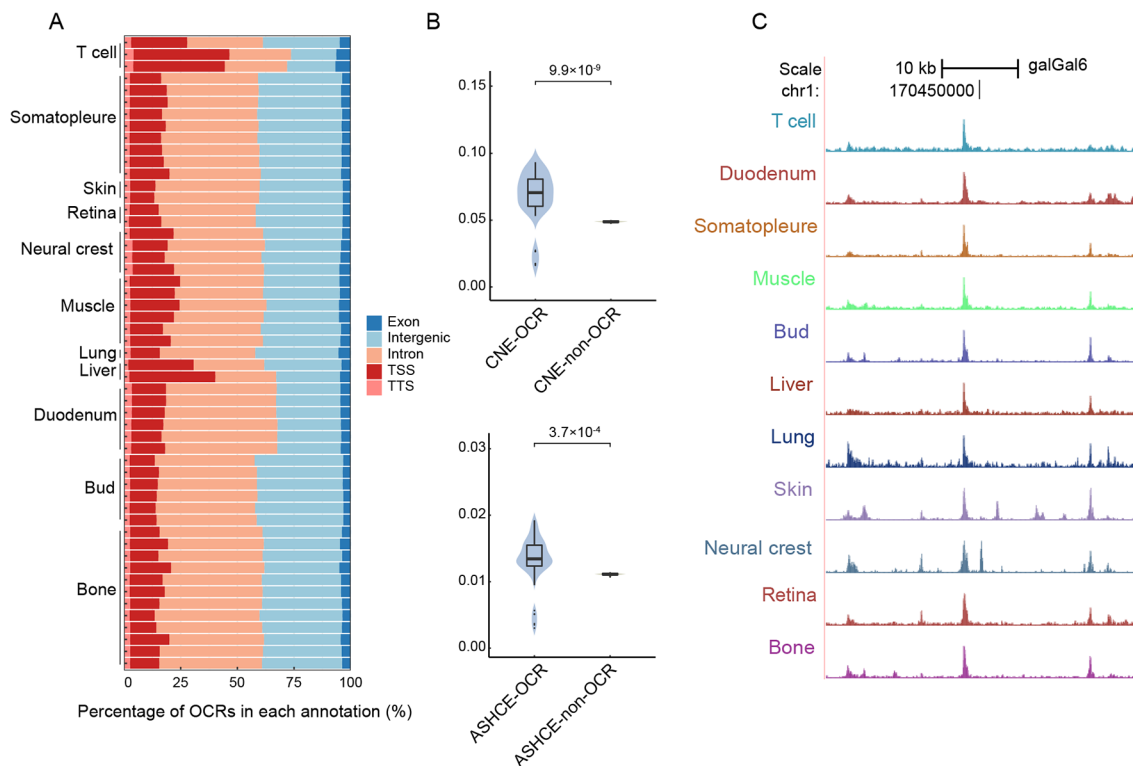 A
T cell
Somatopleure
Skin
Retina
Neural crest
Muscle
Lung
Liver
Duodenum
Bud
Bone
0 25 50 75 100
Percentage of OCRs in each annotation (%)
Exon
Intergenic
Intron
TSS
TTS
B
9.9×10⁻⁹
0.15
0.10
0.05
0.00
CNE-OCR
CNE-non-OCR
3.7×10⁻⁴
0.03
0.02
0.01
0.00
ASHCE-OCR
ASHCE-non-OCR
C
Scale 10 kb galGal6
chr1: 170450000
T cell
Duodenum
Somatopleure
Muscle
Bud
Liver
Lung
Skin
Neural crest
Retina
Bone